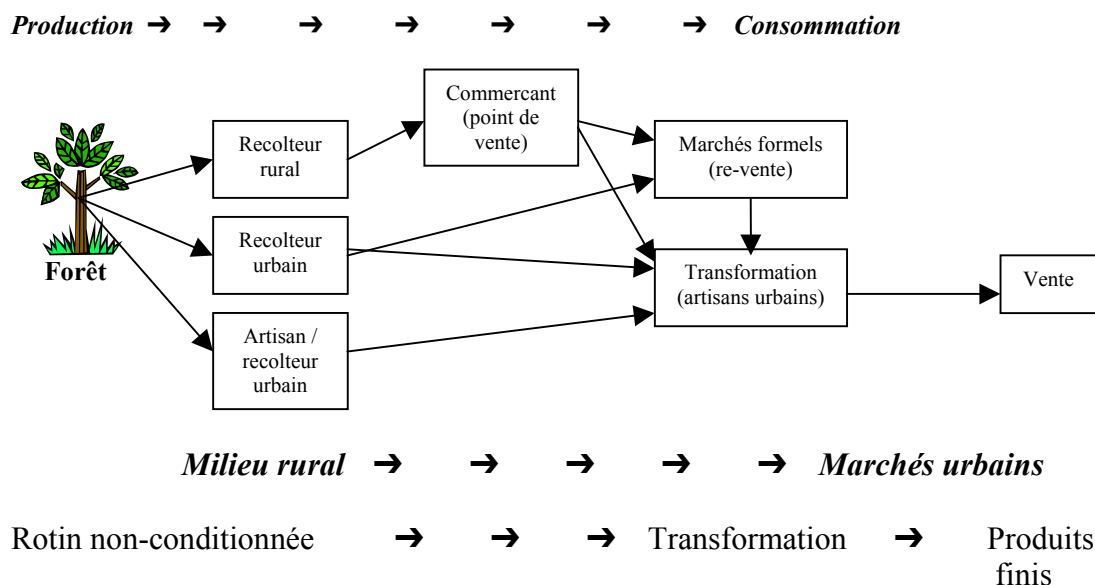 Production ➔ ➔ ➔ ➔ ➔ ➔ ➔ Consommation
Commercant
(point de
vente)
Recolteur
rural
Marchés formels
(re-vente)
Recolteur
urbain
Forêt
Transformation
(artisans urbains)
Vente
Artisan /
recolteur
urbain
Milieu rural ➔ ➔ ➔ ➔ ➔ Marchés urbains
Rotin non-conditionnée ➔ ➔ ➔ Transformation ➔ Produits
finis